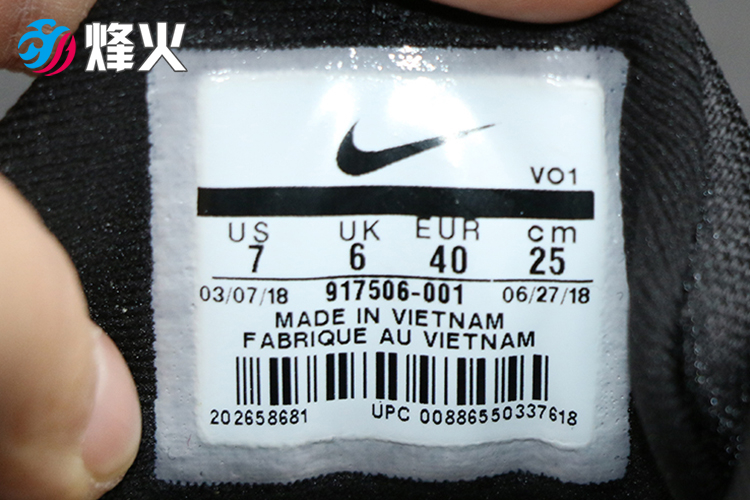 烽火
VO1
US UK EUR cm
7 6 40 25
03/07/18 917506-001 06/27/18
MADE IN VIETNAM
FABRIQUE AU VIETNAM
202658681 UPC 00886550337618